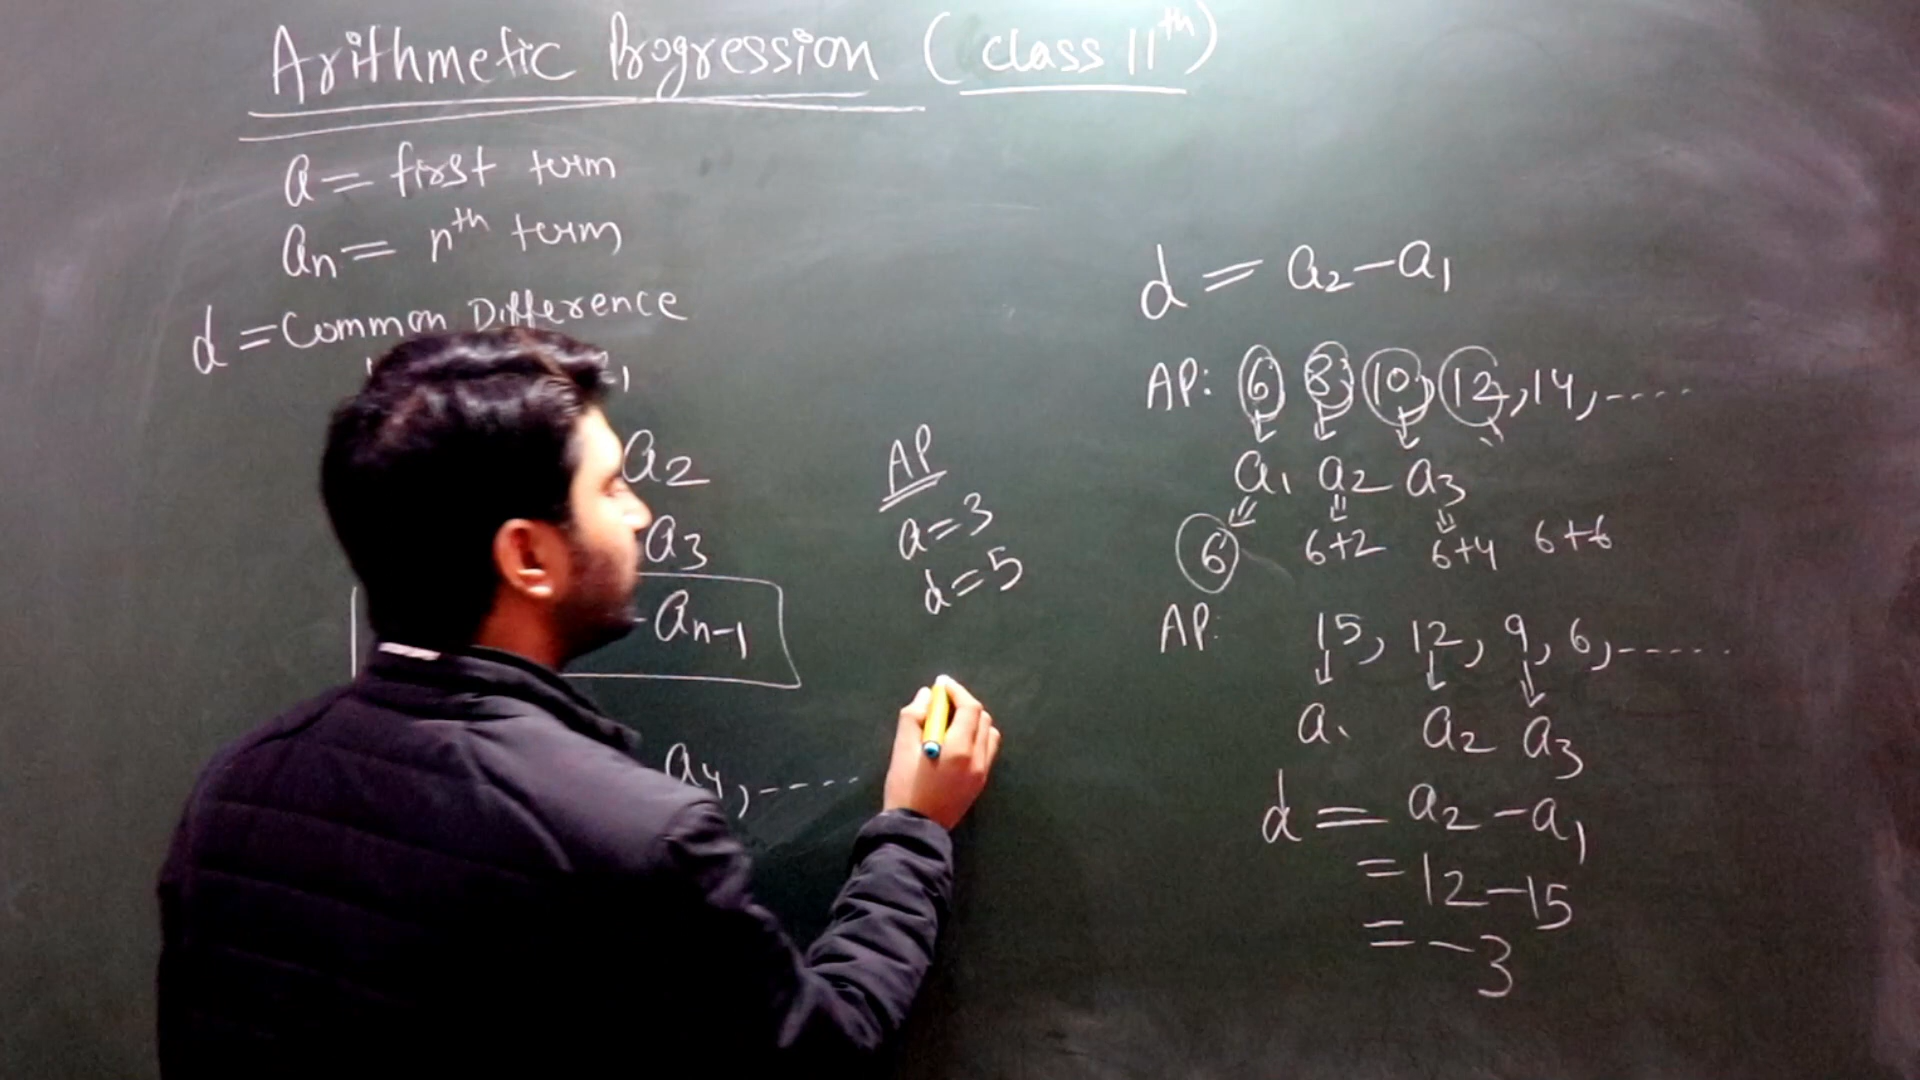 Arithmetic Progression (class 11th)
a = first term
an = nth term
d = Common Difference
a2
a3
- an-1
a4, ----
AP
a = 3
d = 5
d = a2 - a1
AP: 6 8, 10, 12, 14, -----
a1 a2 a3
6 6+2 6+4 6+6
AP: 15, 12, 9, 6, ------
a1 a2 a3
d = a2 - a1
= 12 - 15
= -3